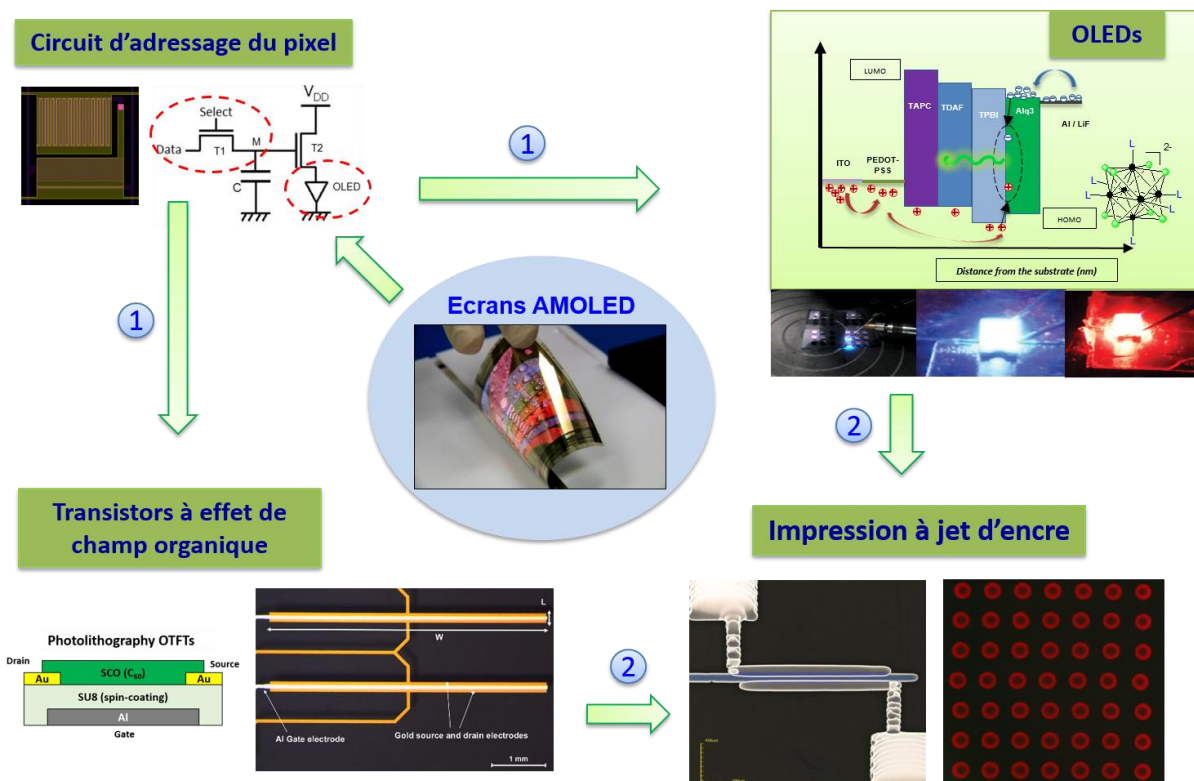 Circuit d'adressage du pixel
OLEDs
V_DD
Select
Data
T1
M
T2
C
OLED
1
LUMO
TAPC
TDAF
TPBI
Alq3
Al / LiF
ITO
PEDOT-
PSS
HOMO
Distance from the substrate (nm)
2-
L
L
L
L
L
1
Ecrans AMOLED
2
Transistors à effet de
champ organique
Impression à jet d'encre
Photolithography OTFTs
Drain
Source
SCO (C₆₀)
Au
Au
SU8 (spin-coating)
Al
Gate
L
W
Al Gate electrode
Gold source and drain electrodes
1 mm
2